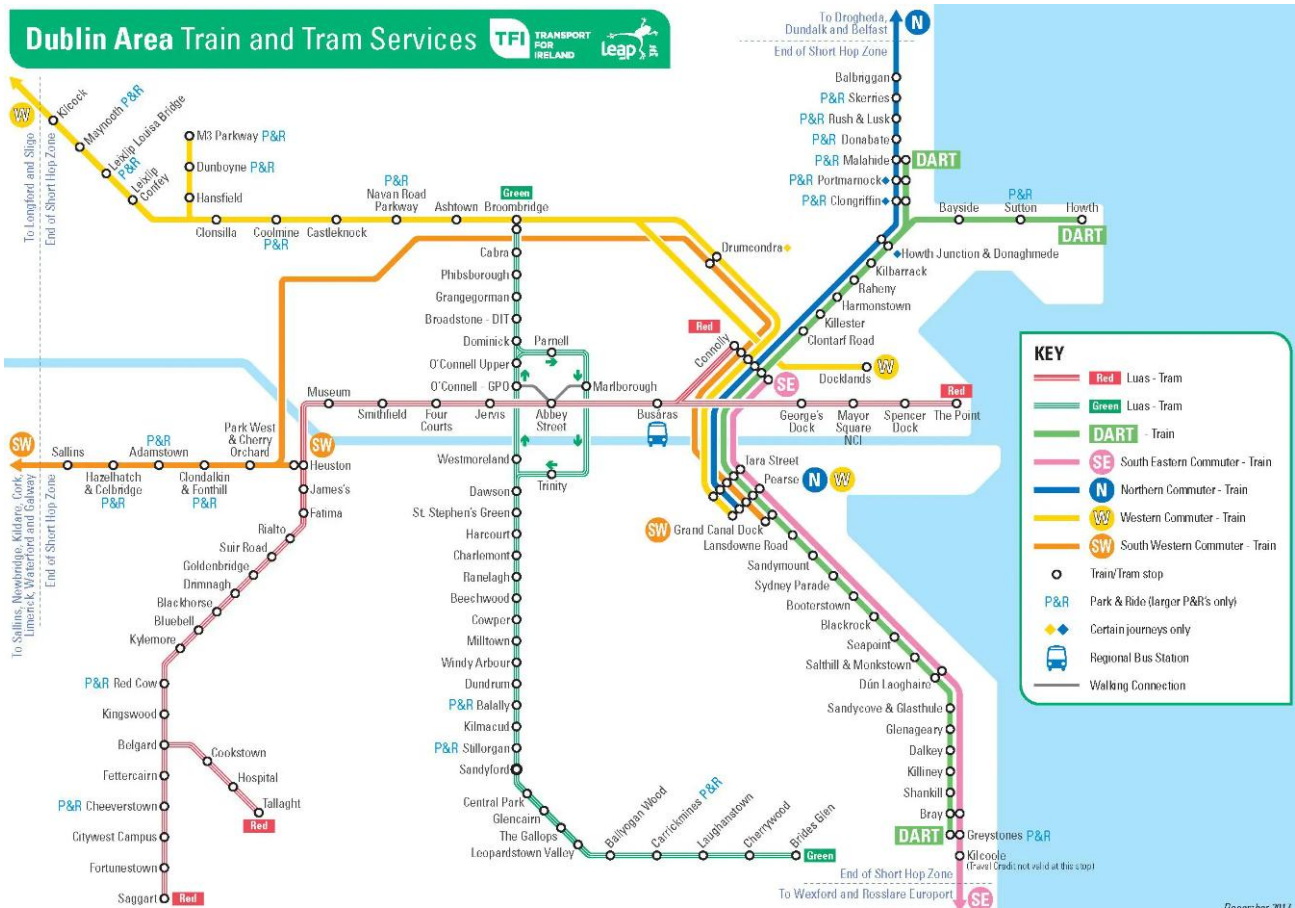 Dublin Area Train and Tram Services
TFI
TRANSPORT
FOR
IRELAND
Leap
To Drogheda,
Dundalk and Belfast
N
End of Short Hop Zone
Balbriggan
P&R Skerries
P&R Rush & Lusk
P&R Donabate
P&R Malahide
DART
P&R Portmarnock
P&R Clongriffin
Bayside
P&R
Sutton
Howth
DART
Howth Junction & Donaghmede
Kilbarrack
Raheny
Harmonstown
Killester
Clontarf Road
W
To Longford and Sligo
End of Short Hop Zone
Kilcock
Maynooth P&R
Leixlip Louisa Bridge
P&R
Leixlip
Confey
M3 Parkway P&R
Dunboyne P&R
Hansfield
Clonsilla
Coolmine
P&R
Castleknock
P&R
Navan Road
Parkway
Ashtown
Green
Broombridge
Drumcondra
Cabra
Phibsborough
Grangegorman
Broadstone - DIT
Dominick
Parnell
O'Connell Upper
O'Connell - GPO
Marlborough
Red
Connolly
SE
Docklands
W
Museum
Smithfield
Four
Courts
Jervis
Abbey
Street
Busáras
George's
Dock
Mayor
Square
NCI
Spencer
Dock
Red
The Point
SW
Sallins
Hazelhatch
& Celbridge
P&R
P&R
Adamstown
Clondalkin
& Fonthill
P&R
Park West
& Cherry
Orchard
SW
Heuston
To Sallins, Newbridge, Kildare, Cork,
Limerick, Waterford and Galway
End of Short Hop Zone
James's
Fatima
Rialto
Suir Road
Goldenbridge
Drimnagh
Blackhorse
Bluebell
Kylemore
P&R Red Cow
Kingswood
Belgard
Cookstown
Hospital
Tallaght
Red
Fettercairn
P&R Cheeverstown
Citywest Campus
Fortunestown
Saggart
Red
Westmoreland
Trinity
Dawson
St. Stephen's Green
Harcourt
Charlemont
Ranelagh
Beechwood
Cowper
Milltown
Windy Arbour
Dundrum
P&R Balally
Kilmacud
P&R Stillorgan
Sandyford
Central Park
Glencairn
The Gallops
Leopardstown Valley
Ballyogan Wood
Carrickmines P&R
Laughanstown
Cherrywood
Brides Glen
Green
Tara Street
Pearse
N
W
SW
Grand Canal Dock
Lansdowne Road
Sandymount
Sydney Parade
Booterstown
Blackrock
Seapoint
Salthill & Monkstown
Dún Laoghaire
Sandycove & Glasthule
Glenageary
Dalkey
Killiney
Shankill
Bray
DART
Greystones P&R
Kilcoole
(Travel Credit not valid at this stop)
End of Short Hop Zone
To Wexford and Rosslare Europort
SE
KEY
Red Luas - Tram
Green Luas - Tram
DART - Train
SE South Eastern Commuter - Train
N Northern Commuter - Train
W Western Commuter - Train
SW South Western Commuter - Train
Train/Tram stop
P&R Park & Ride (larger P&R's only)
Certain journeys only
Regional Bus Station
Walking Connection